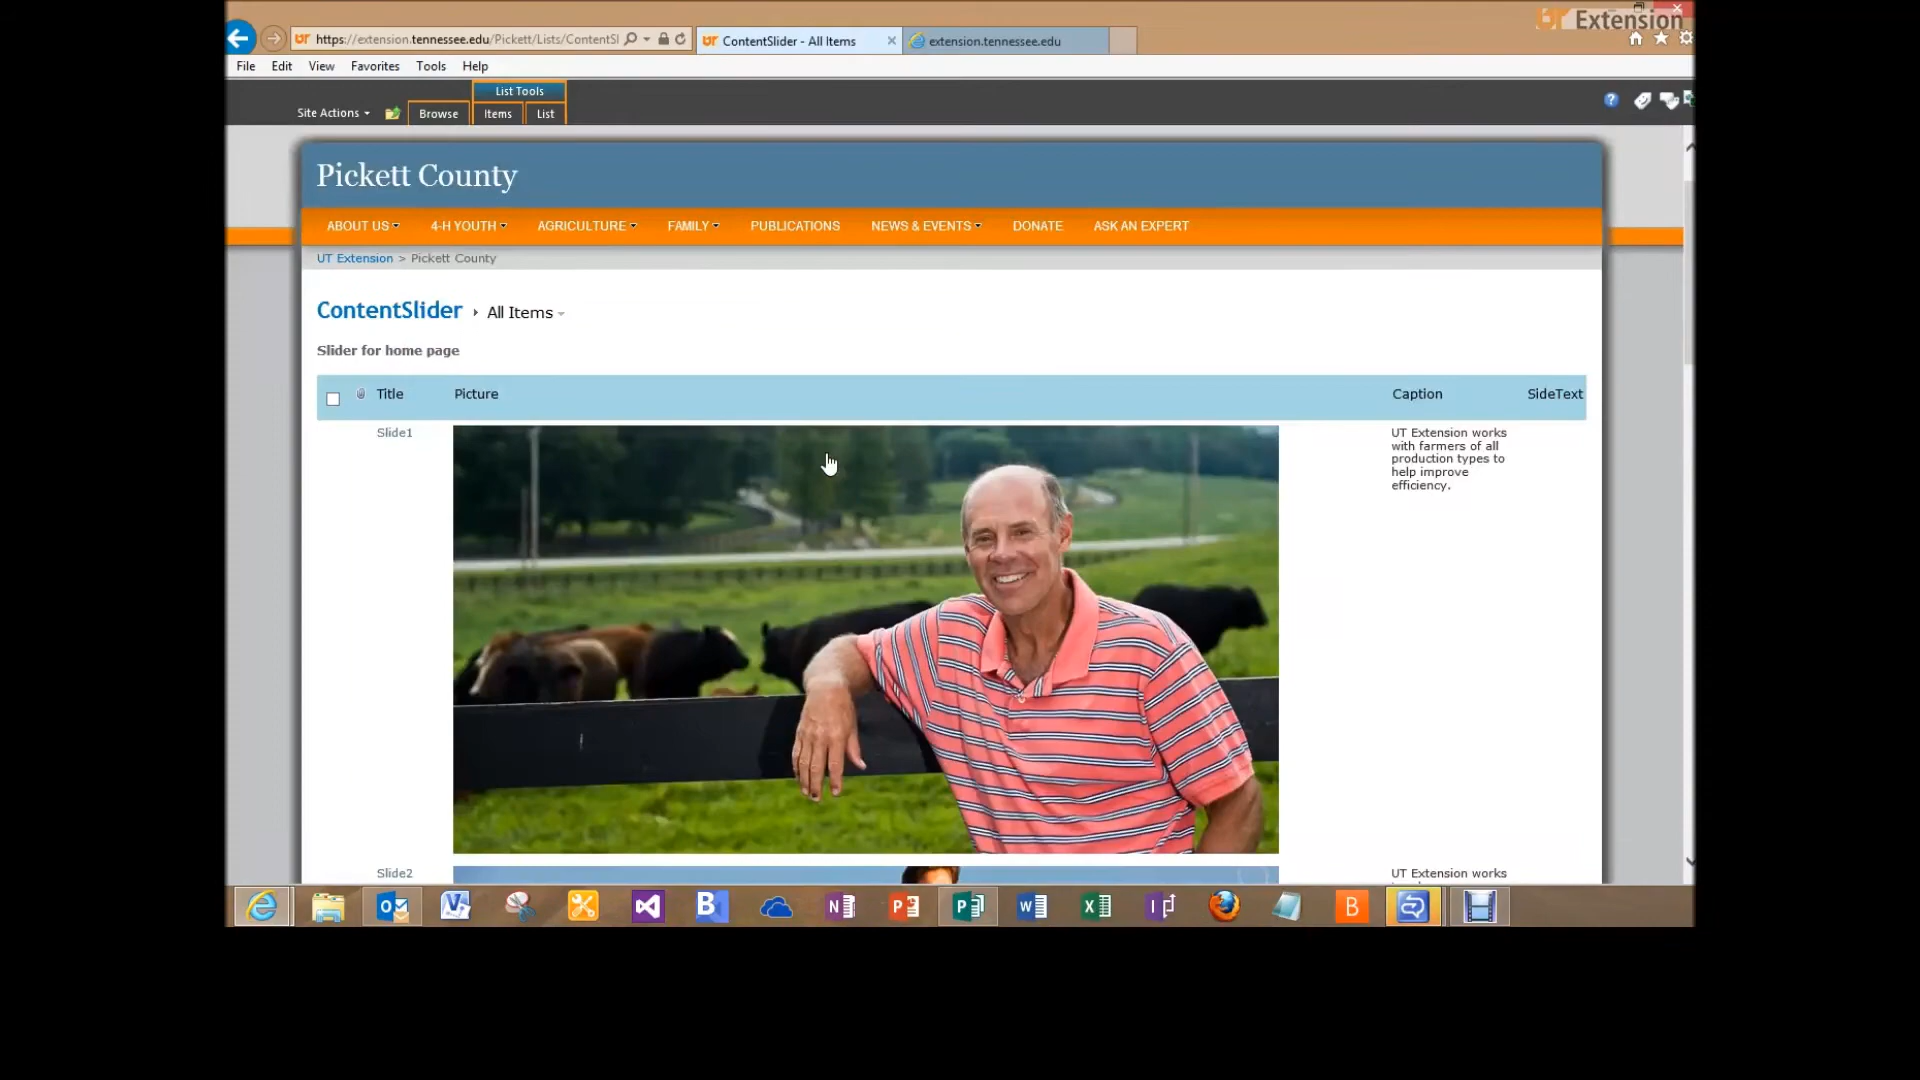 UT Extension
https://extension.tennessee.edu/Pickett/Lists/ContentSl
ContentSlider - All Items
extension.tennessee.edu
File Edit View Favorites Tools Help
List Tools
Site Actions
Browse
Items
List
Pickett County
ABOUT US
4-H YOUTH
AGRICULTURE
FAMILY
PUBLICATIONS
NEWS & EVENTS
DONATE
ASK AN EXPERT
UT Extension > Pickett County
ContentSlider
All Items
Slider for home page
Title
Picture
Caption
SideText
Slide1
UT Extension works
with farmers of all
production types to
help improve
efficiency.
Slide2
UT Extension works